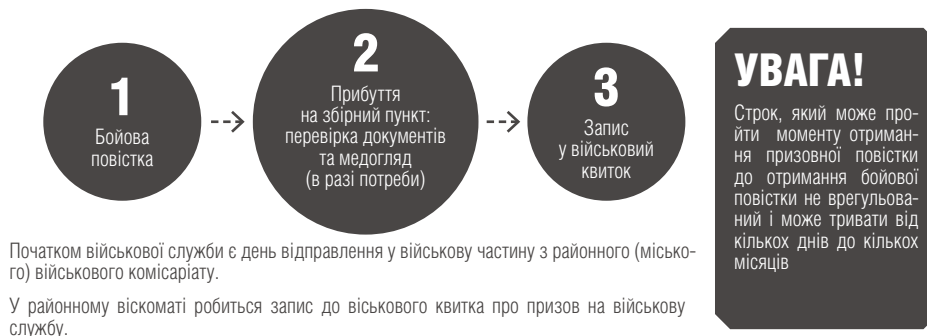 1
Бойова
повістка
2
Прибуття
на збірний пункт:
перевірка документів
та медогляд
(в разі потреби)
3
Запис
у військовий
квиток
УВАГА!
Строк, який може про-
йти моменту отриман-
ня призовної повістки
до отримання бойової
повістки не врегульова-
ний і може тривати від
кількох днів до кількох
місяців
Початком військової служби є день відправлення у військову частину з районного (місько-
го) військового комісаріату.
У районному віскоматі робиться запис до віськового квитка про призов на військову
службу.